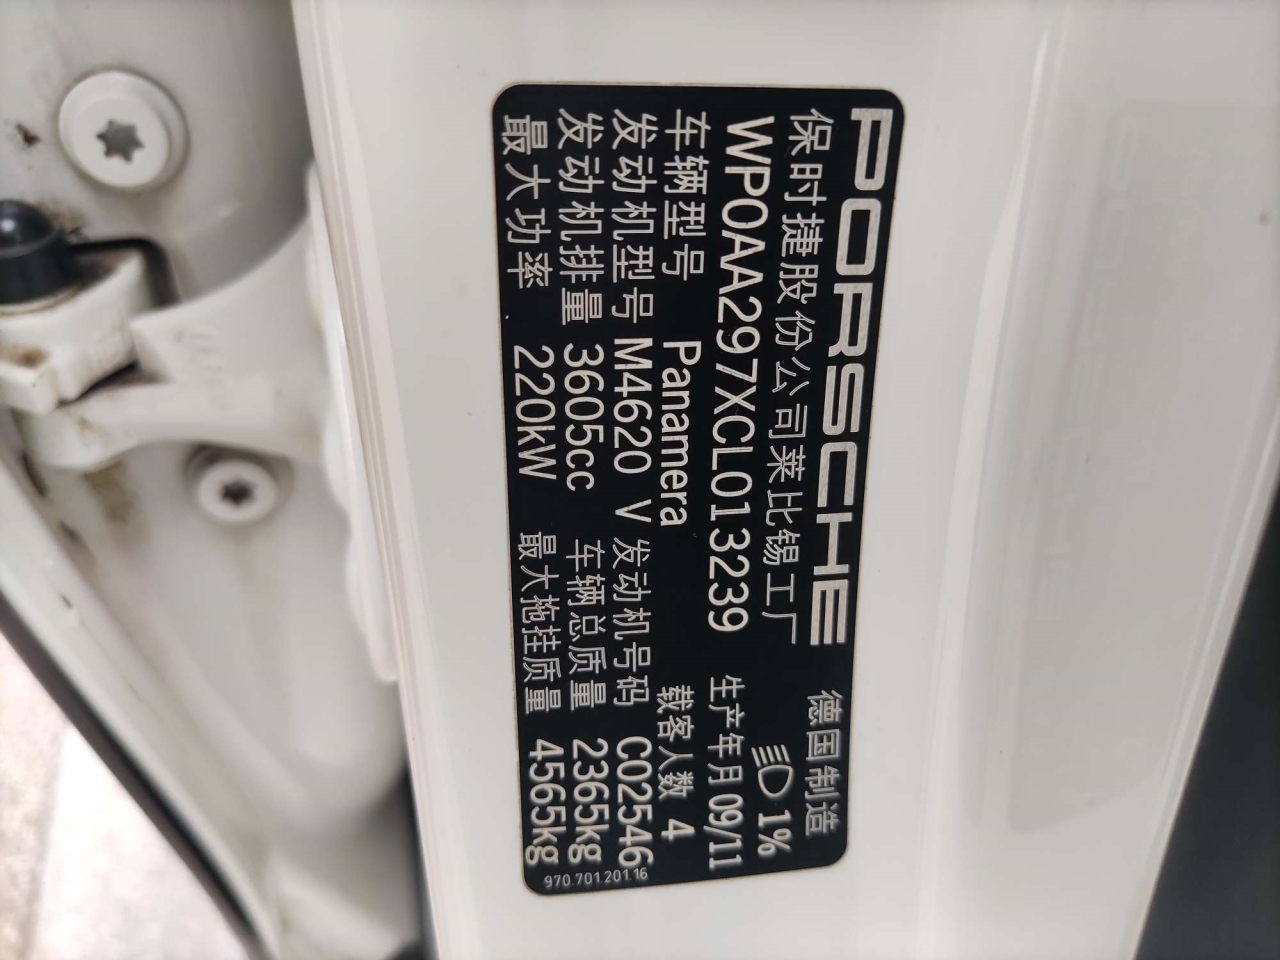 PORSCHE 德国制造
保时捷股份公司莱比锡工厂 1%
WP0AA297XCL013239 生产年月 09/11
车辆型号 Panamera 载客人数 4
发动机型号 M4620 V 发动机号码 C02546
发动机排量 3605cc 车辆总质量 2365kg
最大功率 220kW 最大拖挂质量 4565kg
970.701.201.16